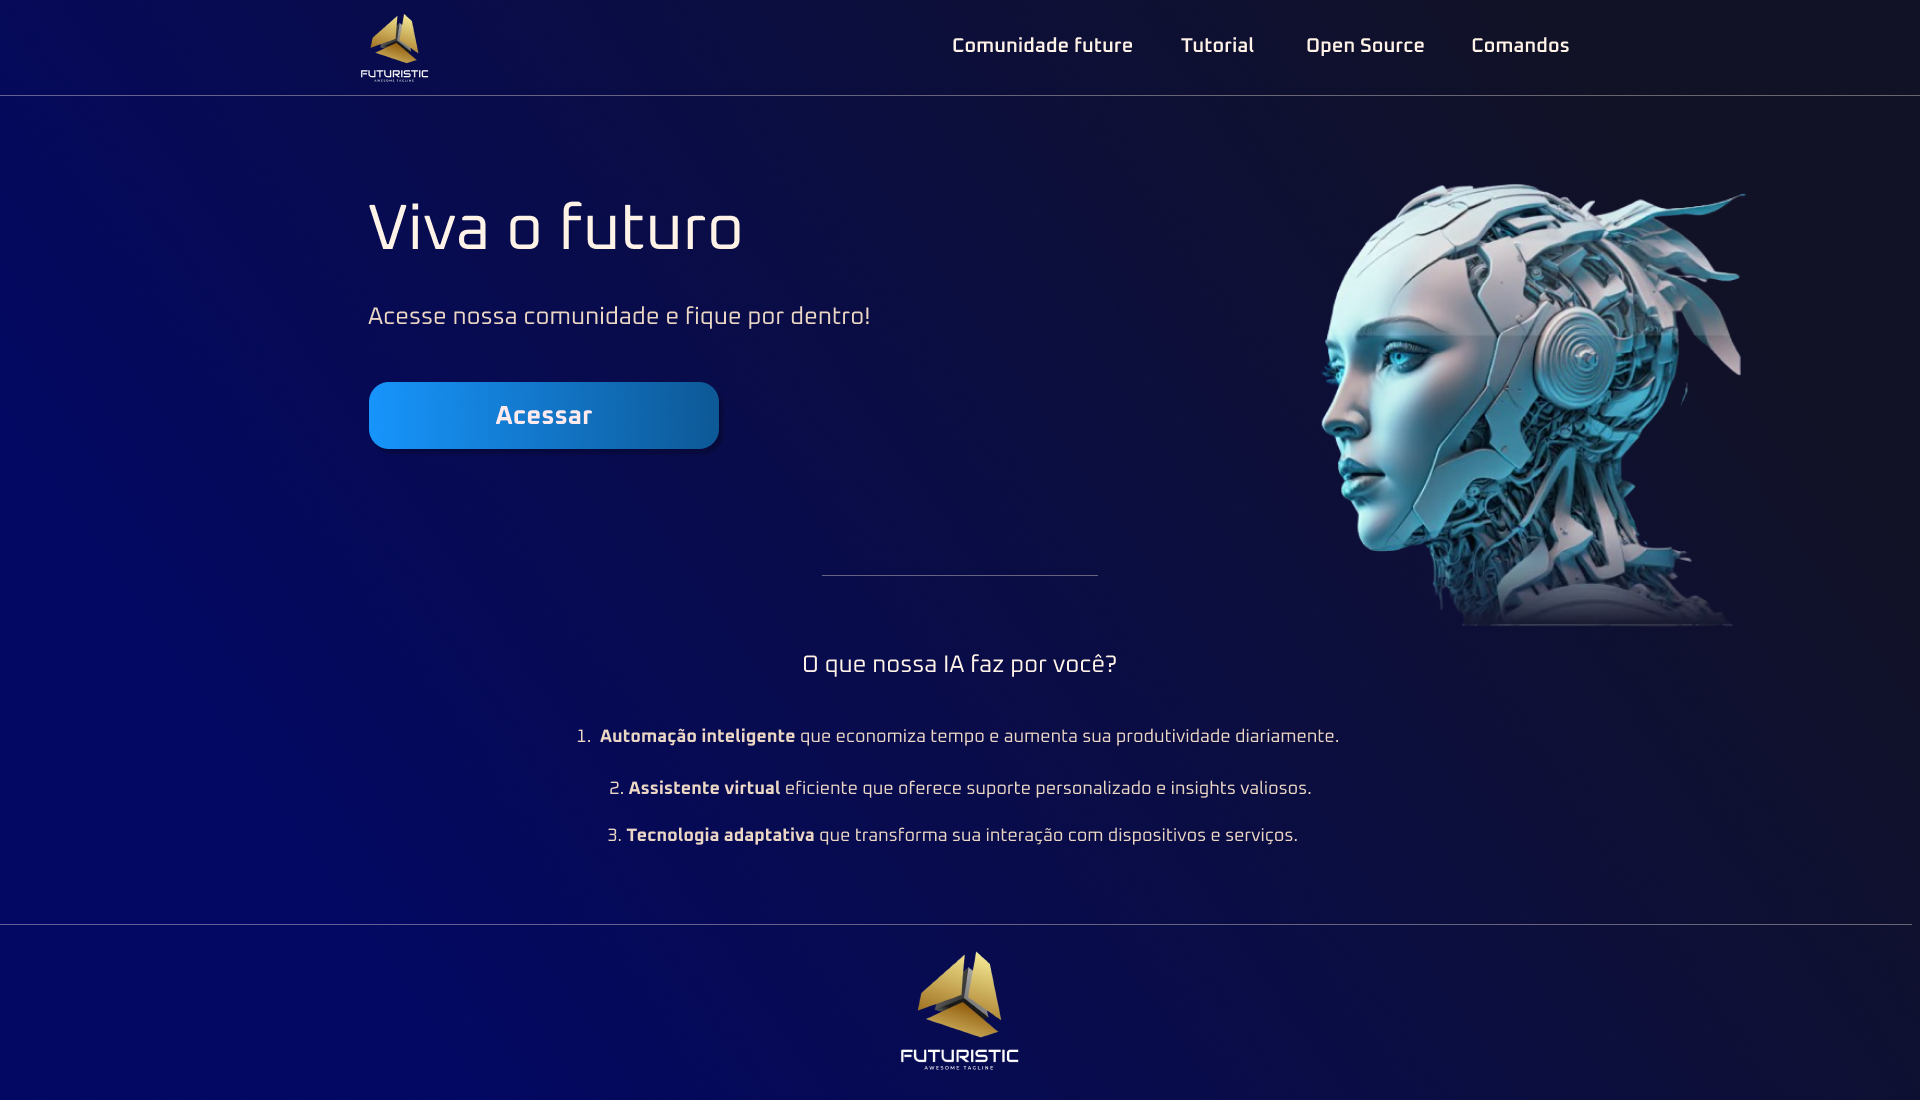 FUTURISTIC
AWESOME TAGLINE
Comunidade future
Tutorial
Open Source
Comandos
Viva o futuro
Acesse nossa comunidade e fique por dentro!
Acessar
O que nossa IA faz por você?
1. Automação inteligente que economiza tempo e aumenta sua produtividade diariamente.
2. Assistente virtual eficiente que oferece suporte personalizado e insights valiosos.
3. Tecnologia adaptativa que transforma sua interação com dispositivos e serviços.
FUTURISTIC
AWESOME TAGLINE